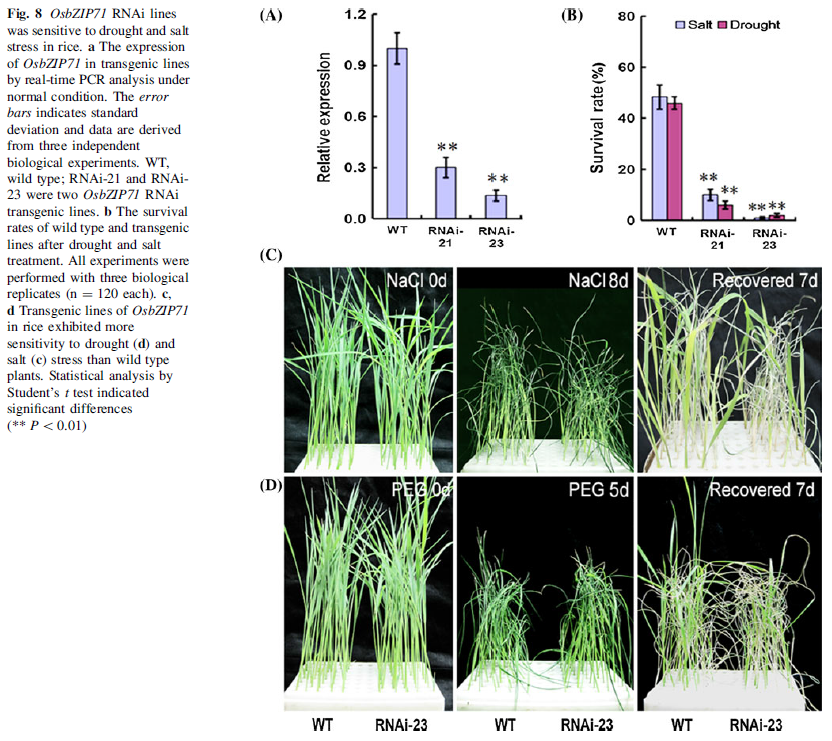 Fig. 8 OsbZIP71 RNAi lines
was sensitive to drought and salt
stress in rice. a The expression
of OsbZIP71 in transgenic lines
by real-time PCR analysis under
normal condition. The error
bars indicates standard
deviation and data are derived
from three independent
biological experiments. WT,
wild type; RNAi-21 and RNAi-
23 were two OsbZIP71 RNAi
transgenic lines. b The survival
rates of wild type and transgenic
lines after drought and salt
treatment. All experiments were
performed with three biological
replicates (n = 120 each). c,
d Transgenic lines of OsbZIP71
in rice exhibited more
sensitivity to drought (d) and
salt (c) stress than wild type
plants. Statistical analysis by
Student's t test indicated
significant differences
(** P < 0.01)
(A)
Relative expression
1.2
0.9
0.6
0.3
0.0
**
**
WT
RNAi-
21
RNAi-
23
(B)
Survival rate(%)
80
60
40
20
0
Salt
Drought
**
**
**
**
WT
RNAi-
21
RNAi-
23
(C)
NaCl 0d
NaCl 8d
Recovered 7d
(D)
PEG 0d
PEG 5d
Recovered 7d
WT
RNAi-23
WT
RNAi-23
WT
RNAi-23